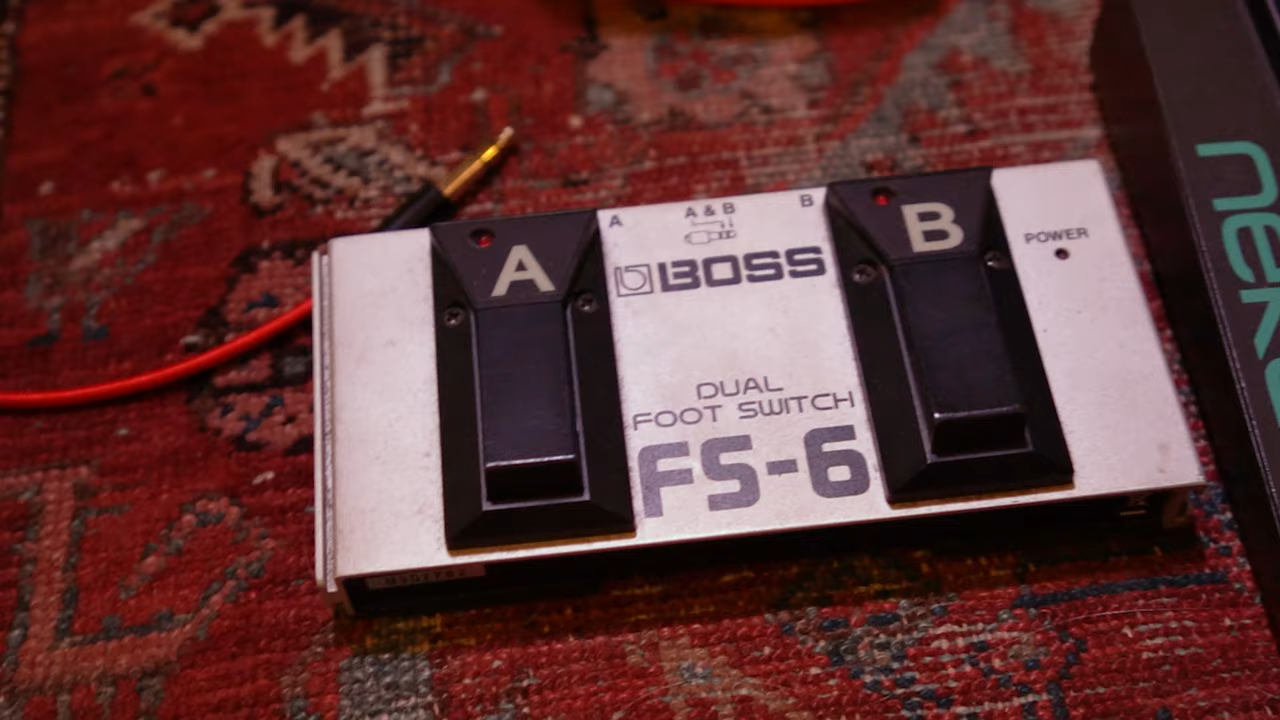 A
A & B
B
A
B
POWER
BOSS
DUAL
FOOT SWITCH
FS-6